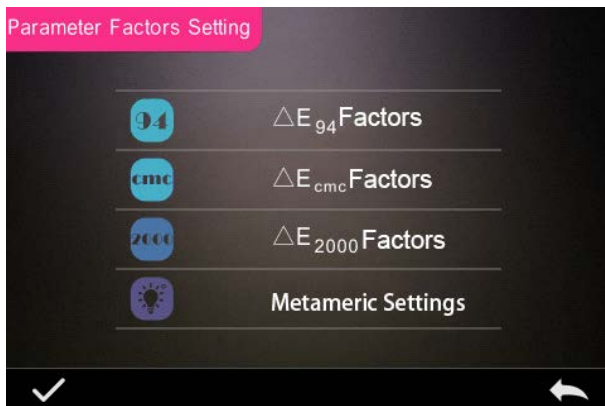 Parameter Factors Setting
94 △E94Factors
cmc △EcmcFactors
2000 △E2000Factors
Metameric Settings